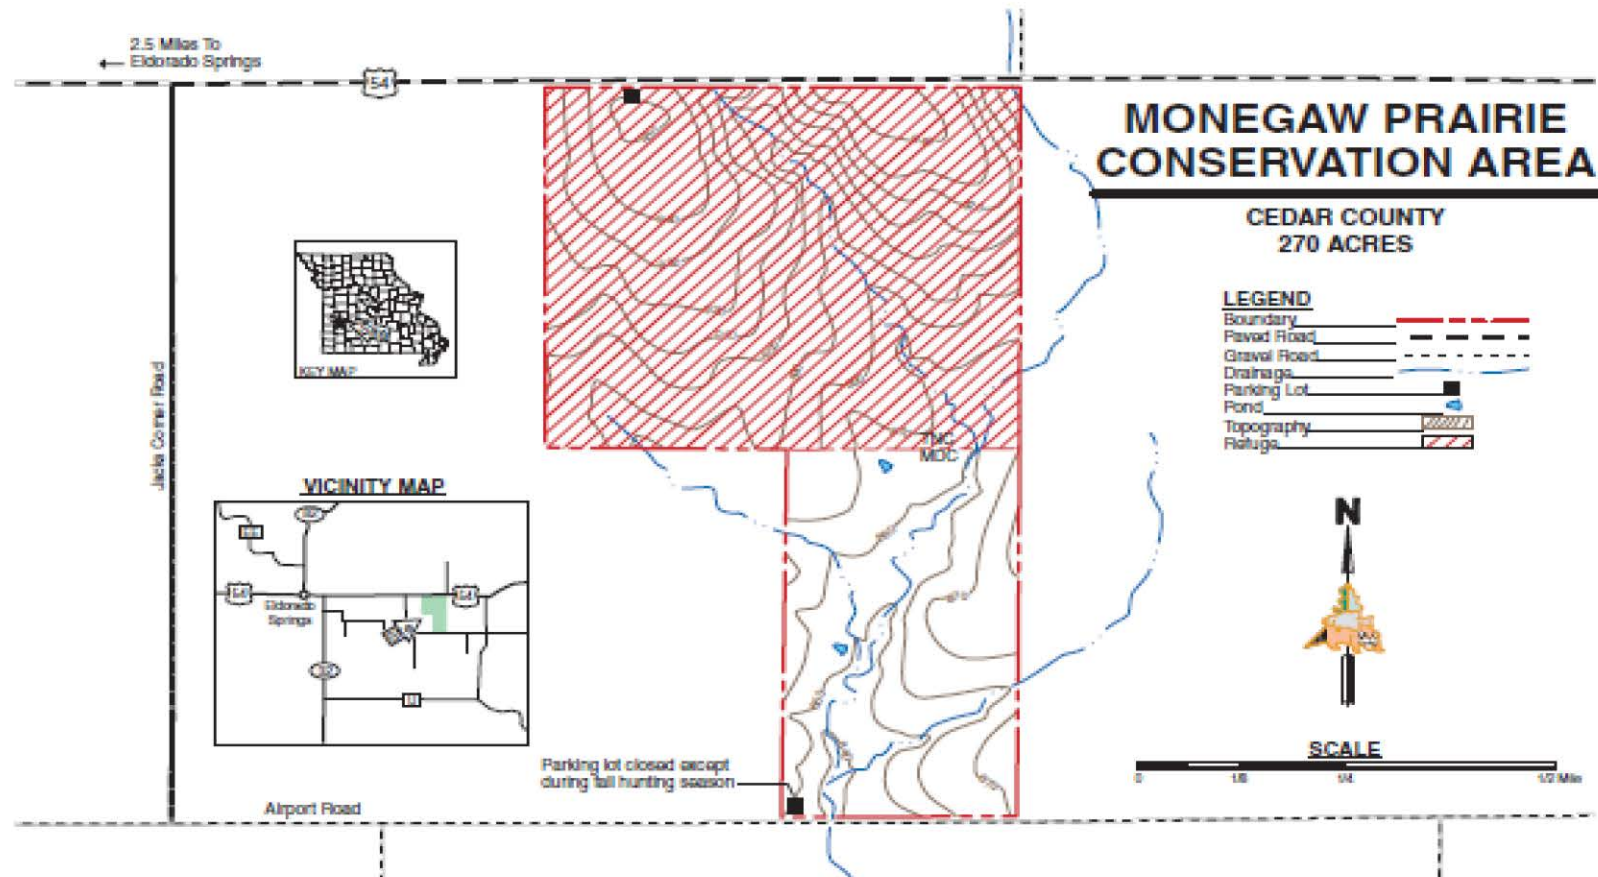 2.5 Miles To
Eldorado Springs
54
MONEGAW PRAIRIE
CONSERVATION AREA
CEDAR COUNTY
270 ACRES
LEGEND
Boundary
Paved Road
Gravel Road
Drainage
Parking Lot
Pond
Topography
Refuge
KEY MAP
Jacks Corner Road
TNC
MDC
VICINITY MAP
54
54
Eldorado
Springs
N
SCALE
0
1/8
1/4
1/2 Mile
Parking lot closed except
during fall hunting season
Airport Road